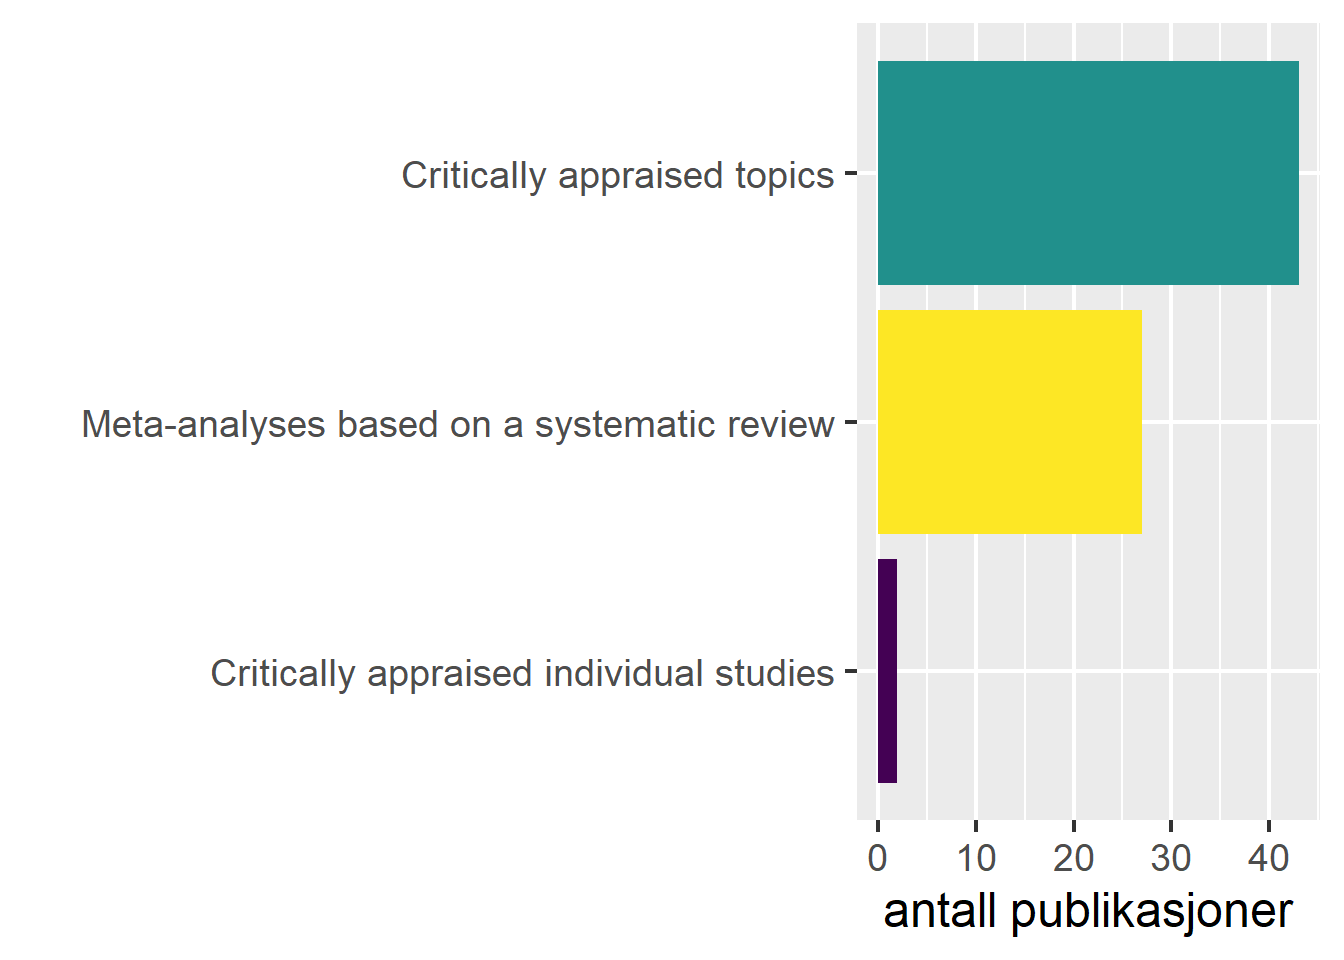 Critically appraised topics
Meta-analyses based on a systematic review
Critically appraised individual studies
0 10 20 30 40
antall publikasjoner